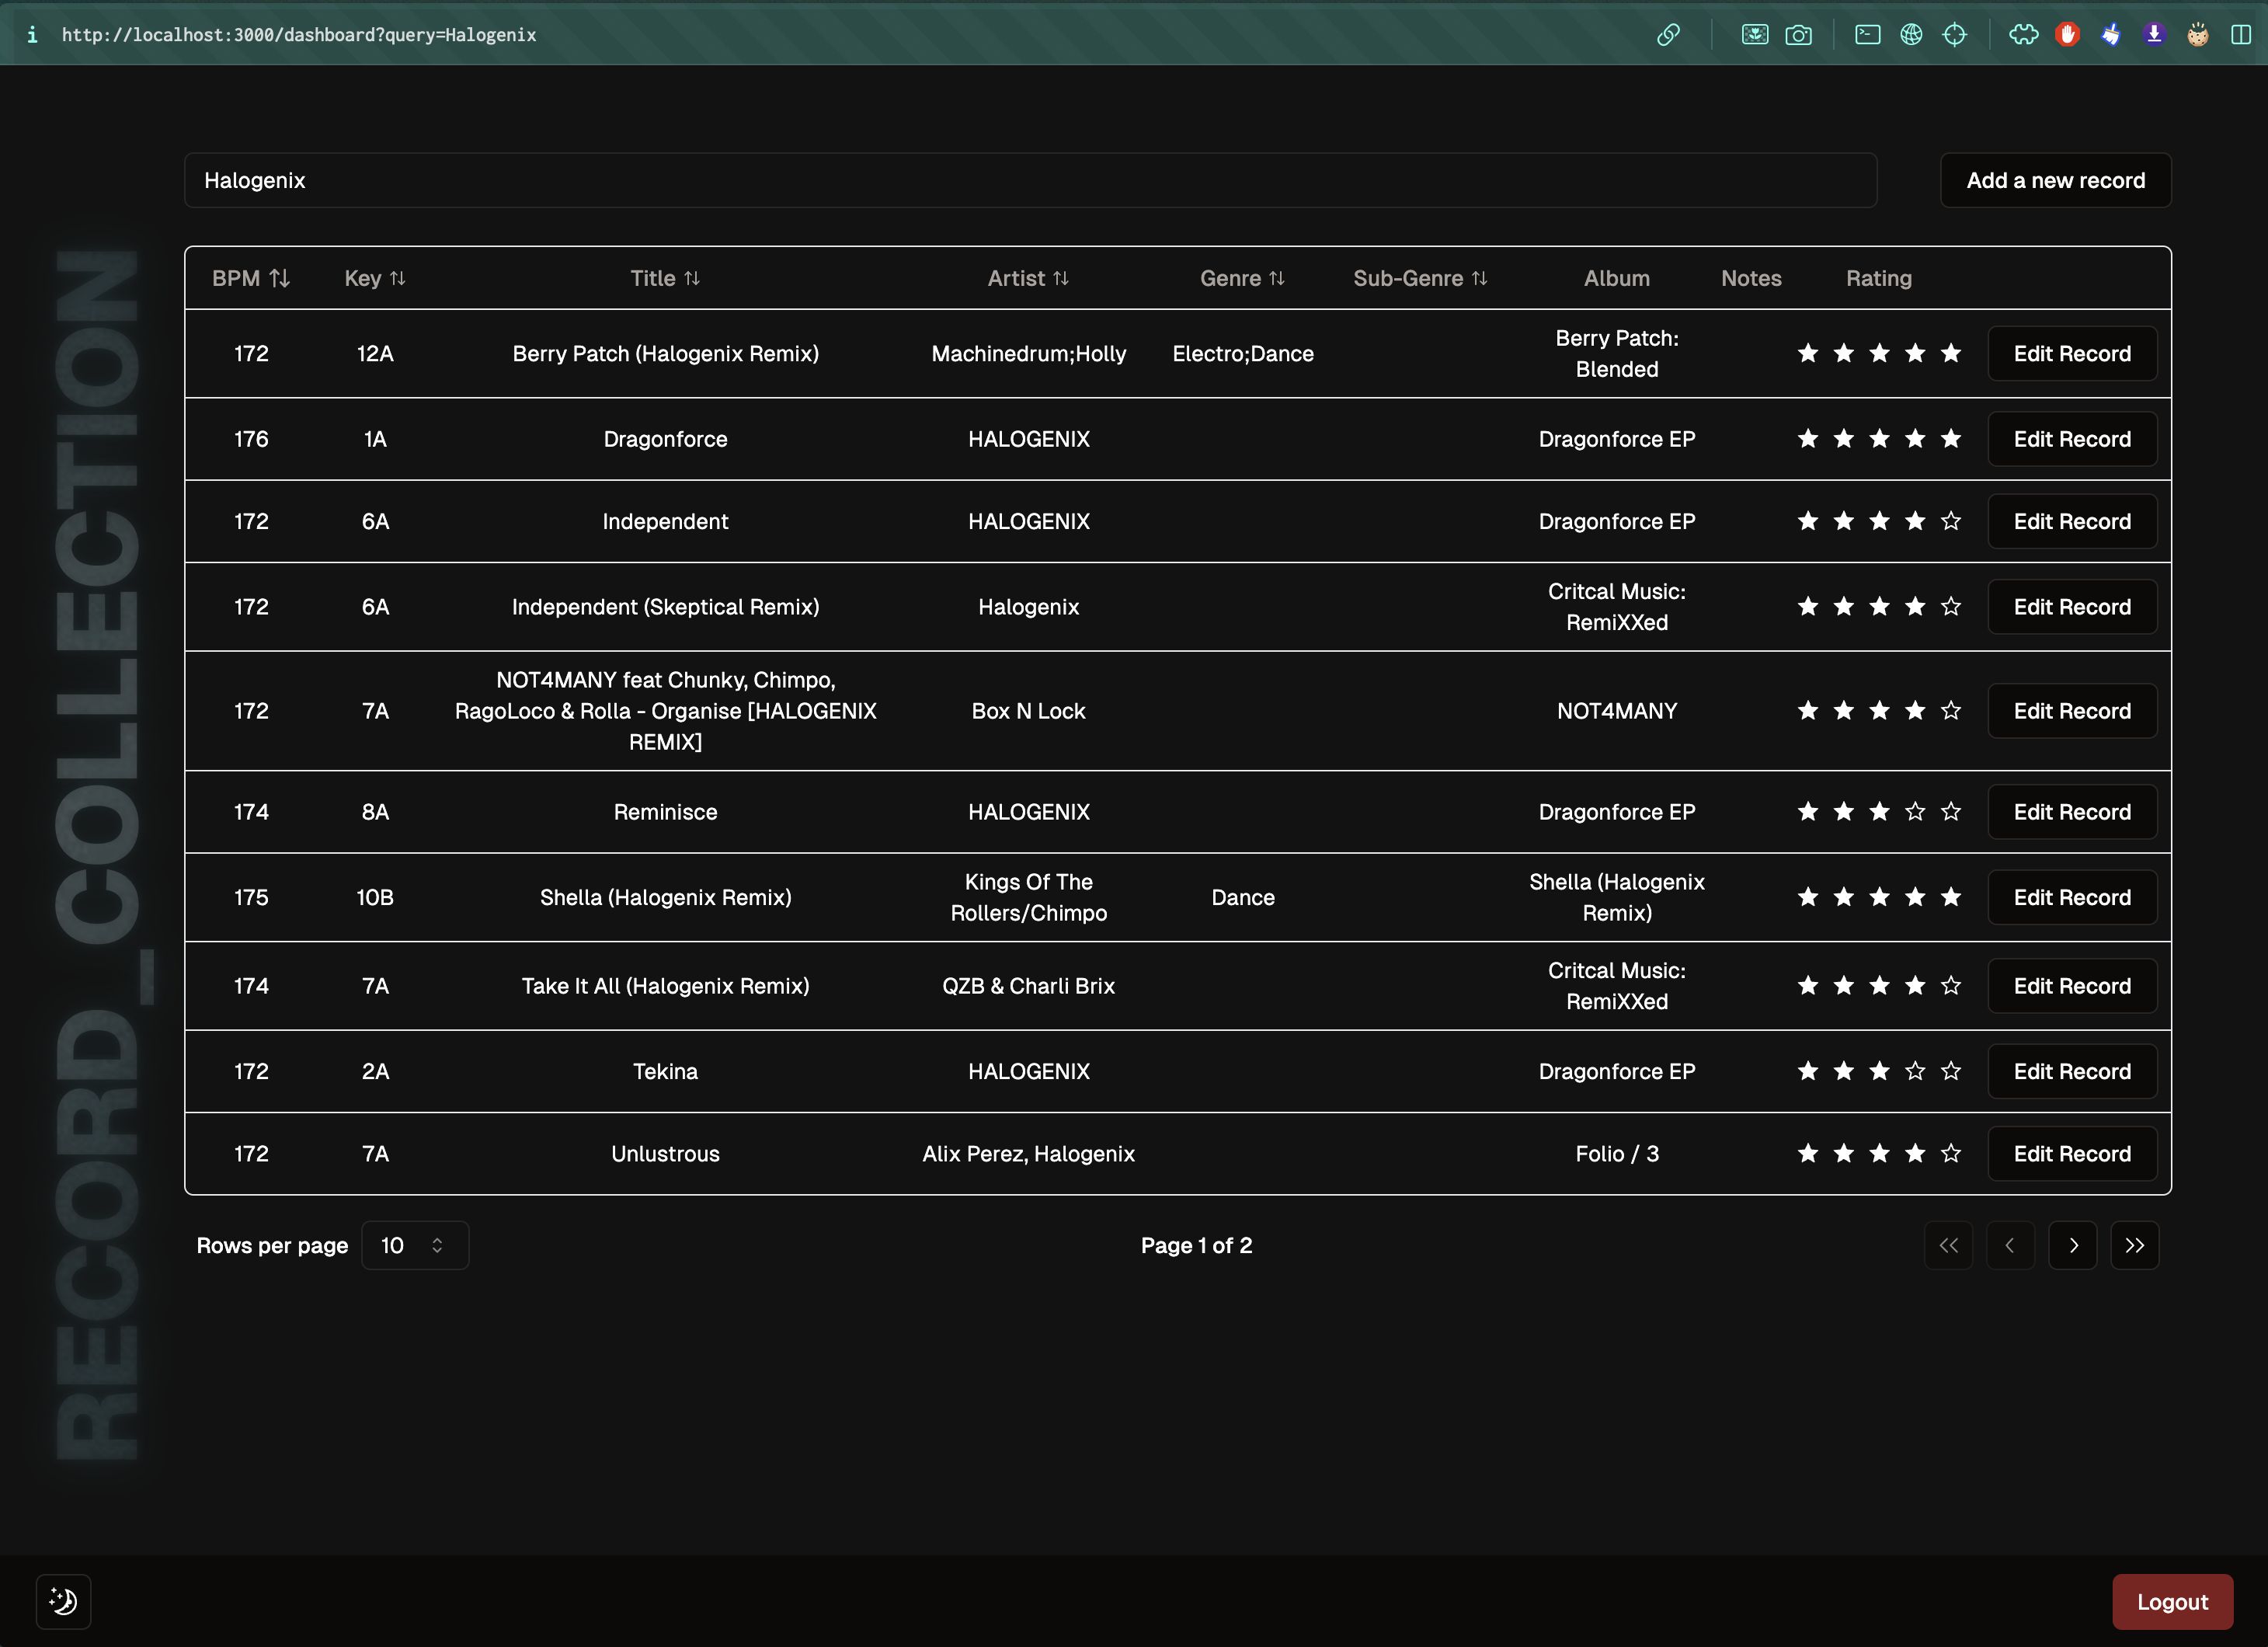 i http://localhost:3000/dashboard?query=Halogenix
RECORD_COLLECTION
Halogenix
Add a new record
BPM Key Title Artist Genre Sub-Genre Album Notes Rating
172 12A Berry Patch (Halogenix Remix) Machinedrum;Holly Electro;Dance Berry Patch: Blended Edit Record
176 1A Dragonforce HALOGENIX Dragonforce EP Edit Record
172 6A Independent HALOGENIX Dragonforce EP Edit Record
172 6A Independent (Skeptical Remix) Halogenix Critcal Music: RemiXXed Edit Record
172 7A NOT4MANY feat Chunky, Chimpo, RagoLoco & Rolla - Organise [HALOGENIX REMIX] Box N Lock NOT4MANY Edit Record
174 8A Reminisce HALOGENIX Dragonforce EP Edit Record
175 10B Shella (Halogenix Remix) Kings Of The Rollers/Chimpo Dance Shella (Halogenix Remix) Edit Record
174 7A Take It All (Halogenix Remix) QZB & Charli Brix Critcal Music: RemiXXed Edit Record
172 2A Tekina HALOGENIX Dragonforce EP Edit Record
172 7A Unlustrous Alix Perez, Halogenix Folio / 3 Edit Record
Rows per page 10 Page 1 of 2
Logout